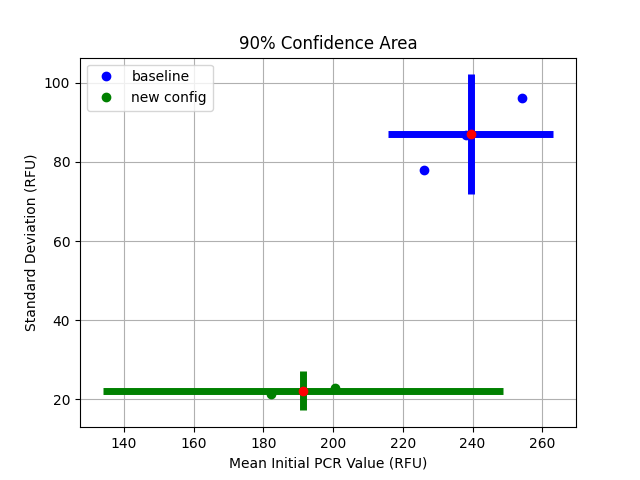 90% Confidence Area
baseline
new config
Standard Deviation (RFU)
100
80
60
40
20
140 160 180 200 220 240 260
Mean Initial PCR Value (RFU)